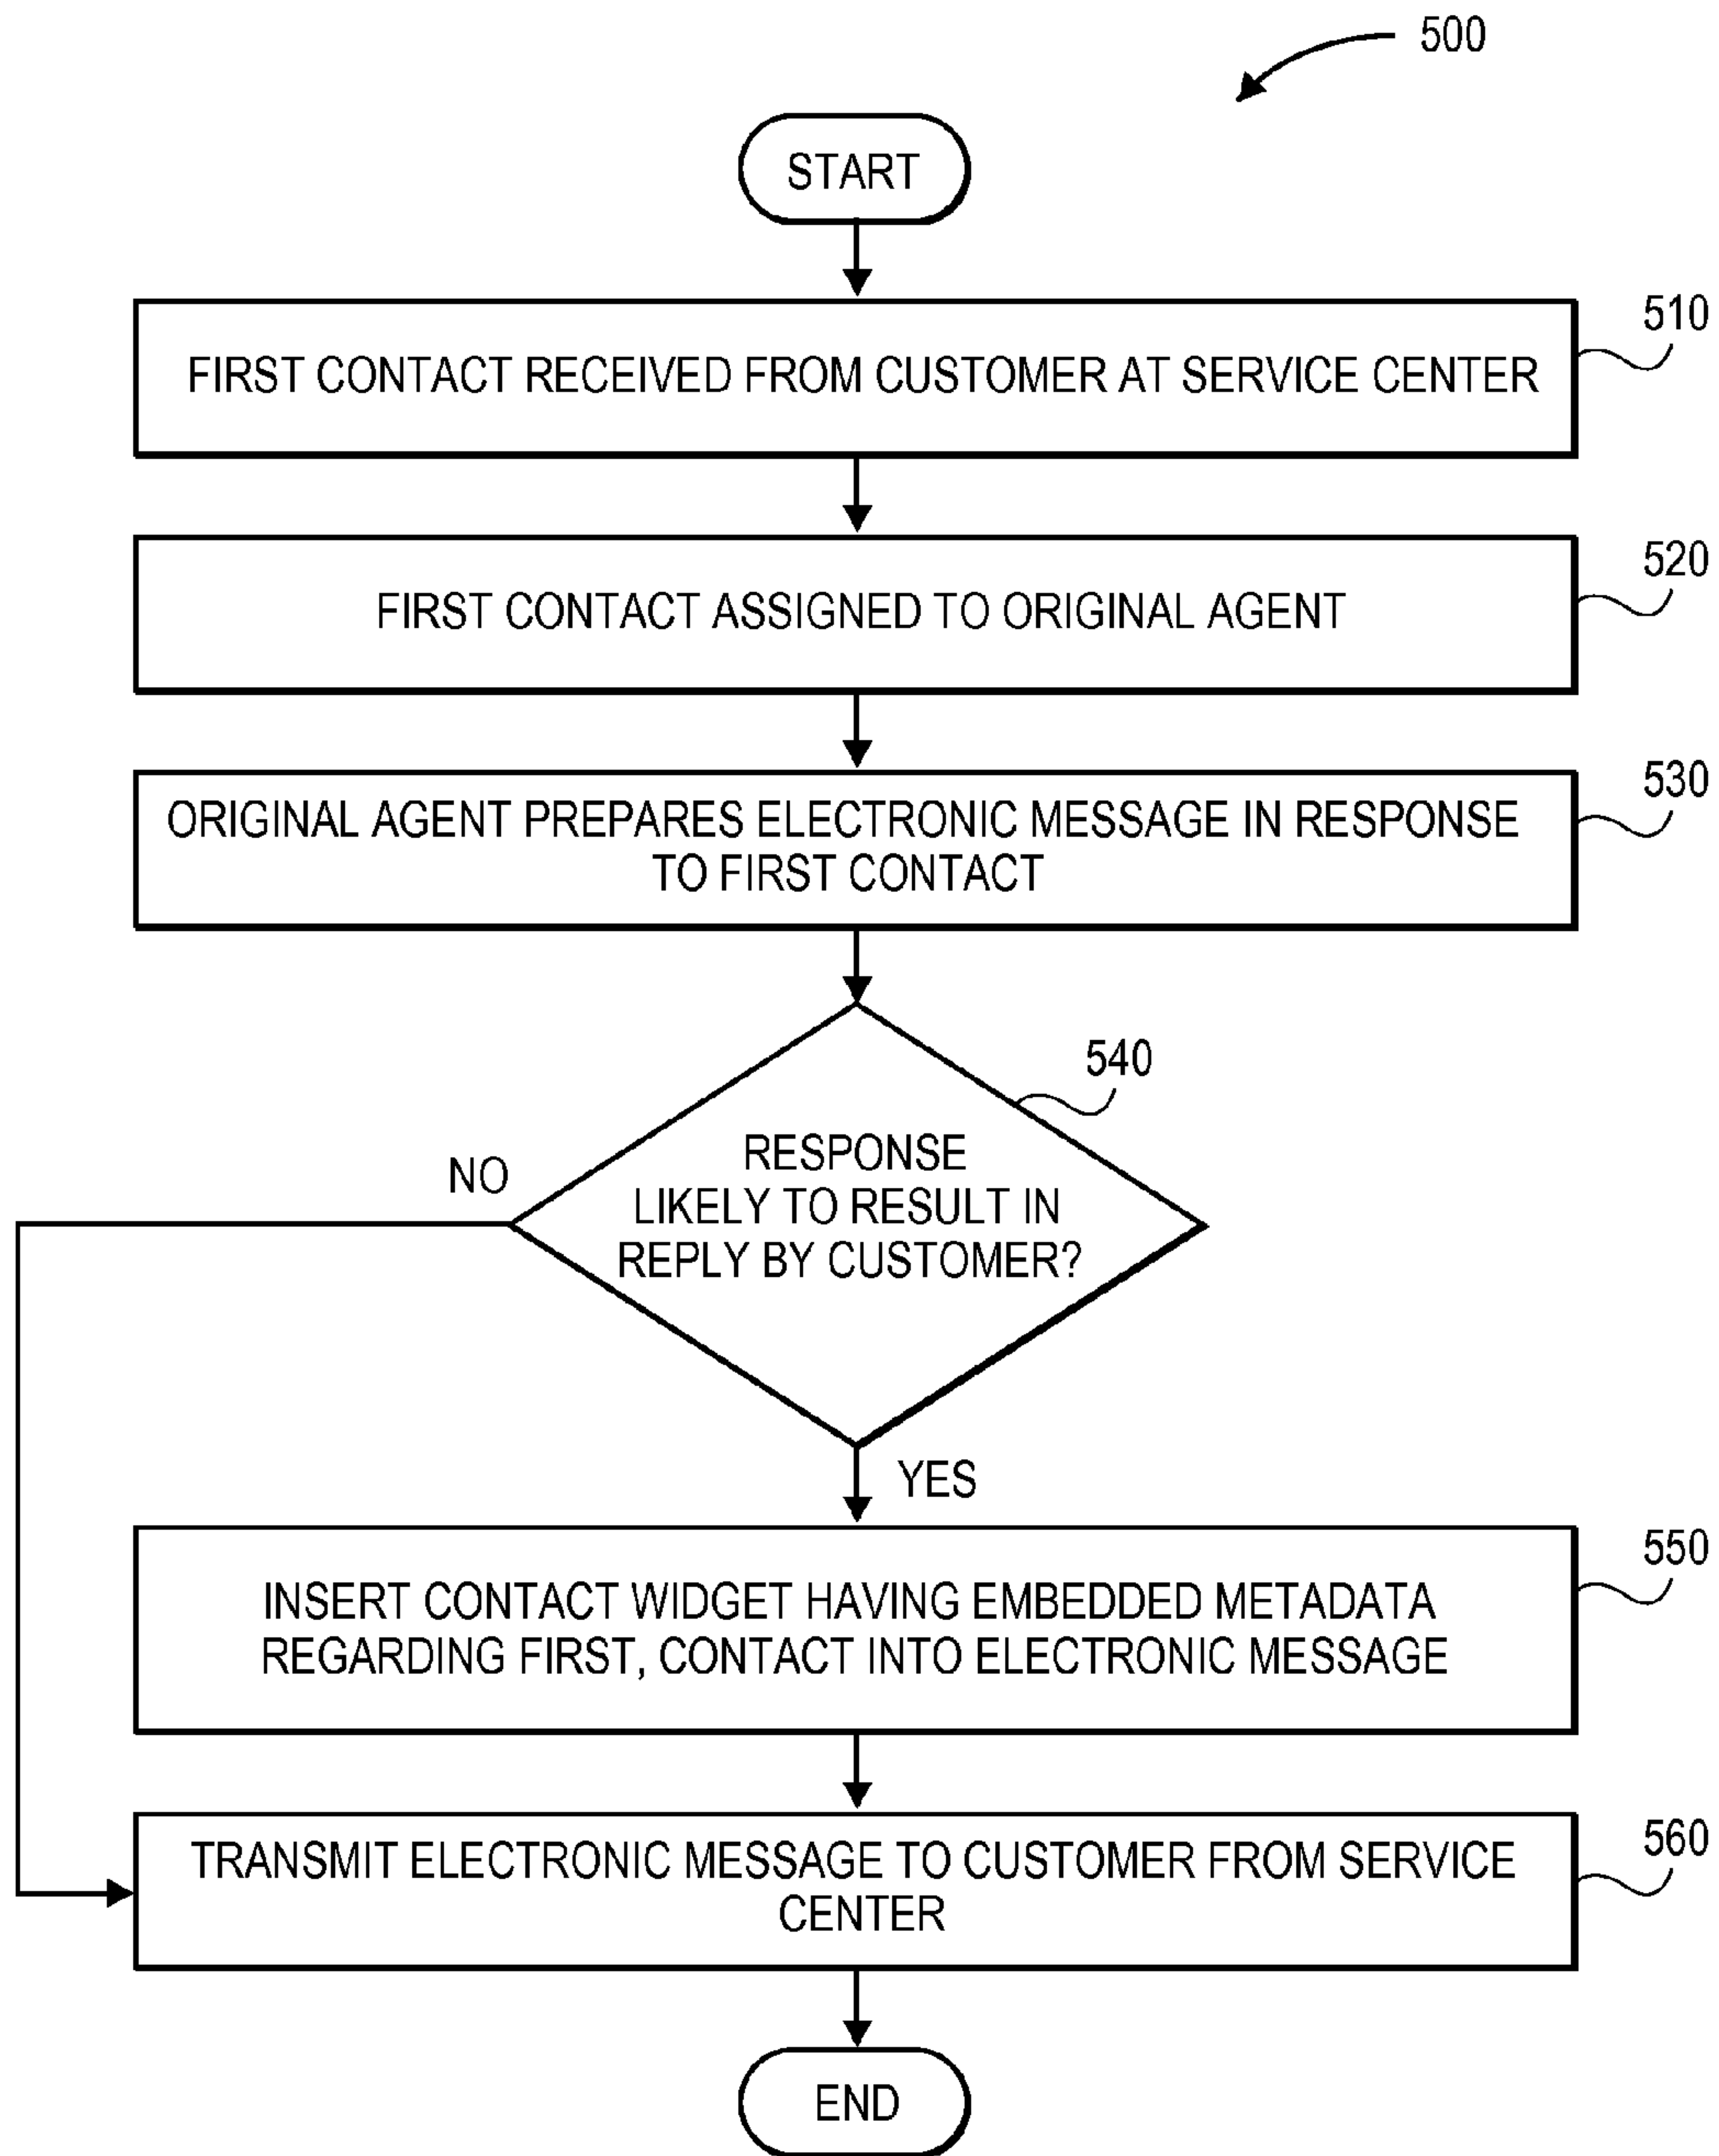 500
START
510
FIRST CONTACT RECEIVED FROM CUSTOMER AT SERVICE CENTER
520
FIRST CONTACT ASSIGNED TO ORIGINAL AGENT
530
ORIGINAL AGENT PREPARES ELECTRONIC MESSAGE IN RESPONSE
TO FIRST CONTACT
540
RESPONSE
LIKELY TO RESULT IN
REPLY BY CUSTOMER?
NO
YES
550
INSERT CONTACT WIDGET HAVING EMBEDDED METADATA
REGARDING FIRST, CONTACT INTO ELECTRONIC MESSAGE
560
TRANSMIT ELECTRONIC MESSAGE TO CUSTOMER FROM SERVICE
CENTER
END